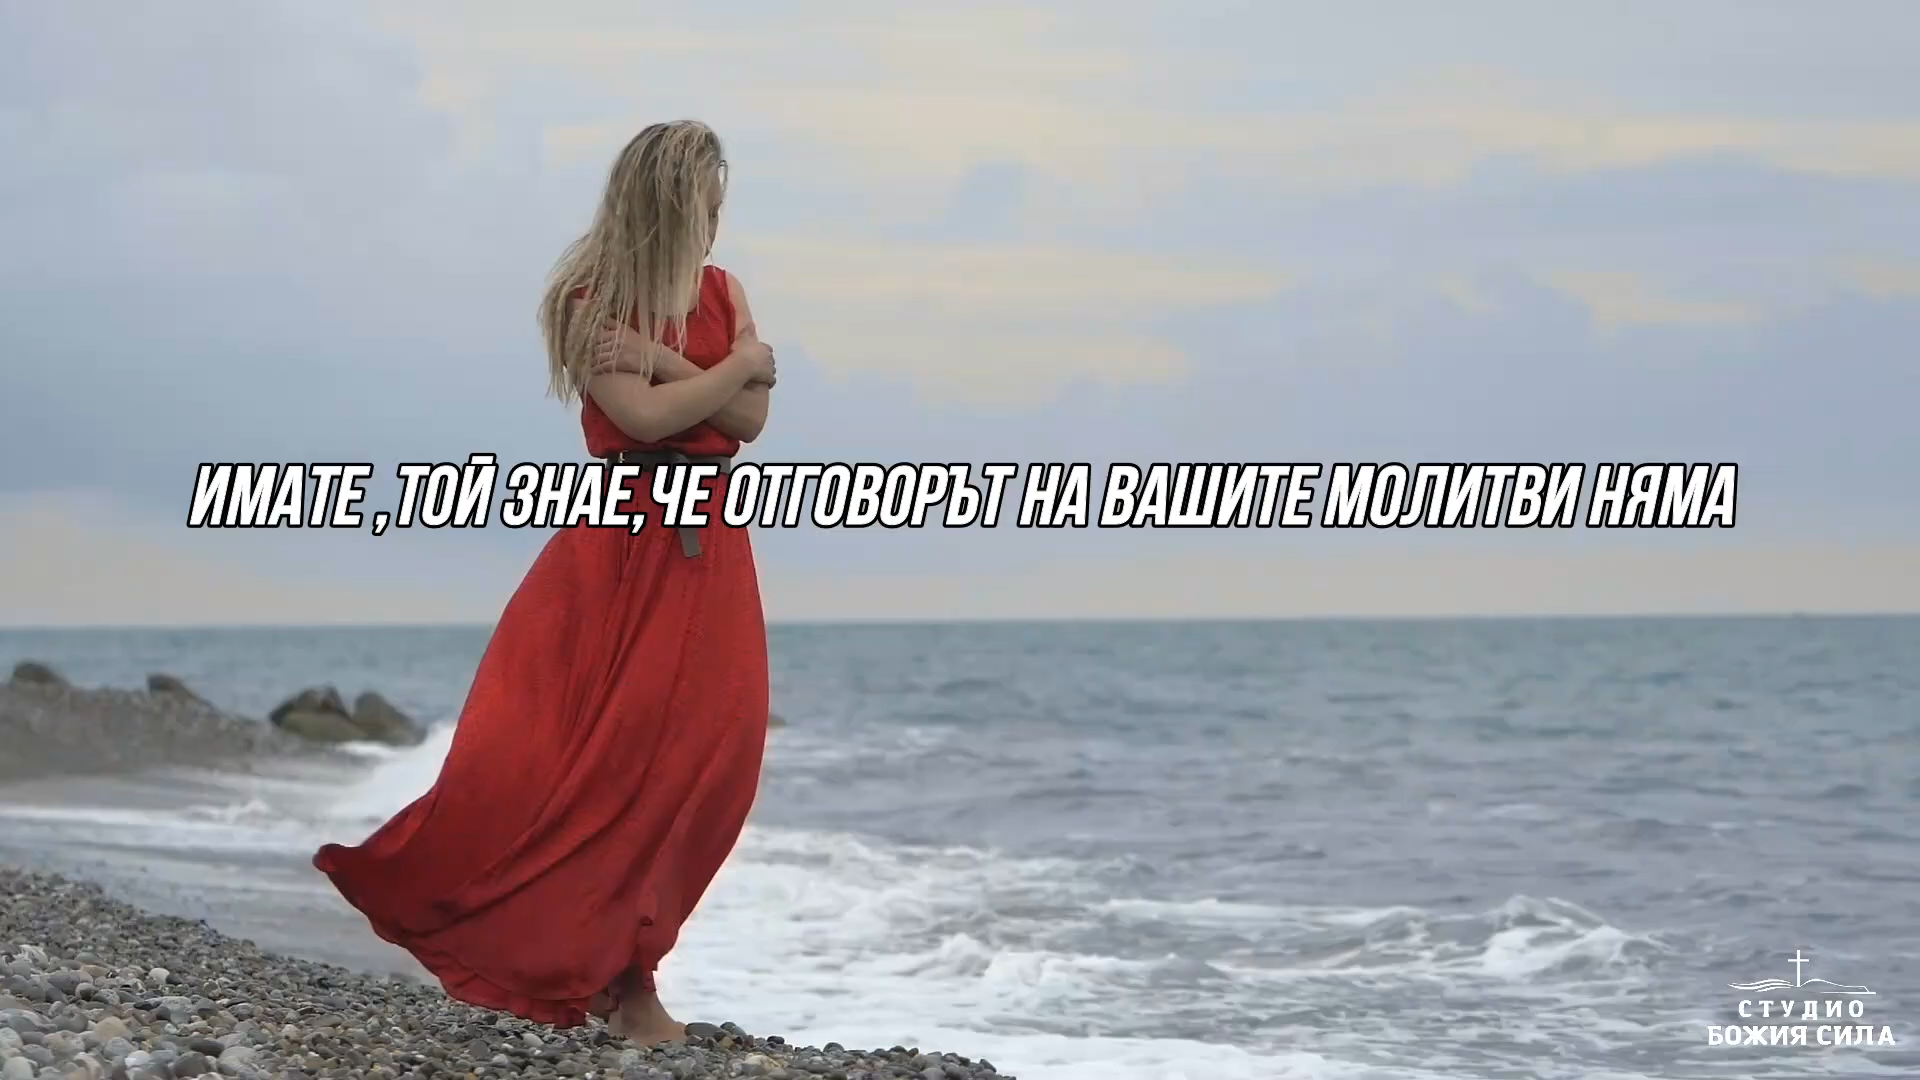 ИМАТЕ ,ТОЙ ЗНАЕ,ЧЕ ОТГОВОРЪТ НА ВАШИТЕ МОЛИТВИ НЯМА
СТУДИО
БОЖИЯ СИЛА